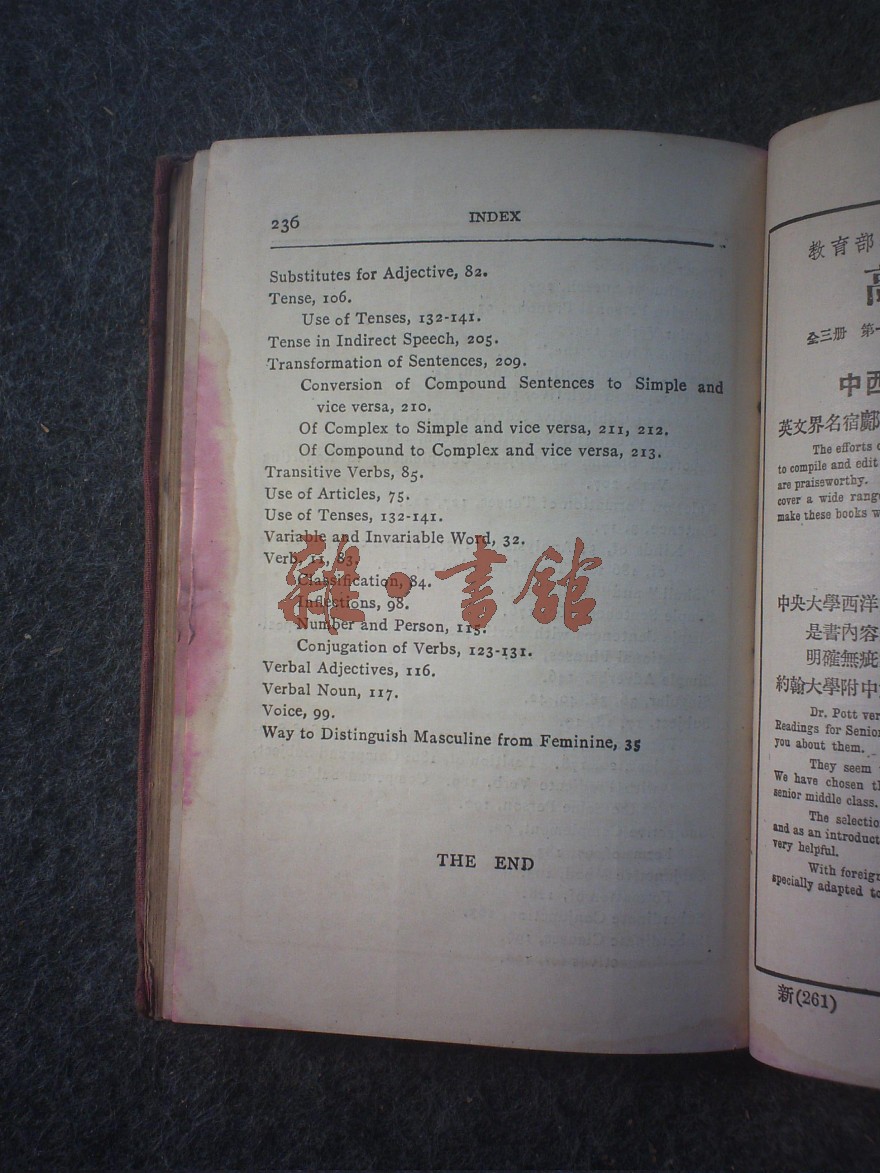 236
INDEX
Substitutes for Adjective, 82.
Tense, 106.
Use of Tenses, 132-141.
Tense in Indirect Speech, 205.
Transformation of Sentences, 209.
Conversion of Compound Sentences to Simple and
vice versa, 210.
Of Complex to Simple and vice versa, 211, 212.
Of Compound to Complex and vice versa, 213.
Transitive Verbs, 85.
Use of Articles, 75.
Use of Tenses, 132-141.
Variable and Invariable Word, 32.
Verb, 11, 83.
Classification, 84.
Inflections, 98.
Number and Person, 115.
Conjugation of Verbs, 123-131.
Verbal Adjectives, 116.
Verbal Noun, 117.
Voice, 99.
Way to Distinguish Masculine from Feminine, 35
THE END
雜·書館
教育部
全三册 第
中西
英文界名宿鄺
The efforts
to compile and edit
are praiseworthy.
cover a wide range
make these books
中央大學西洋
是書內容
明確無疵
約翰大學附中
Dr. Pott
Readings for Senior
you about them.
They seem
We have chosen
senior middle class.
The
and as an
very helpful.
With foreign
specially adapted
新(261)